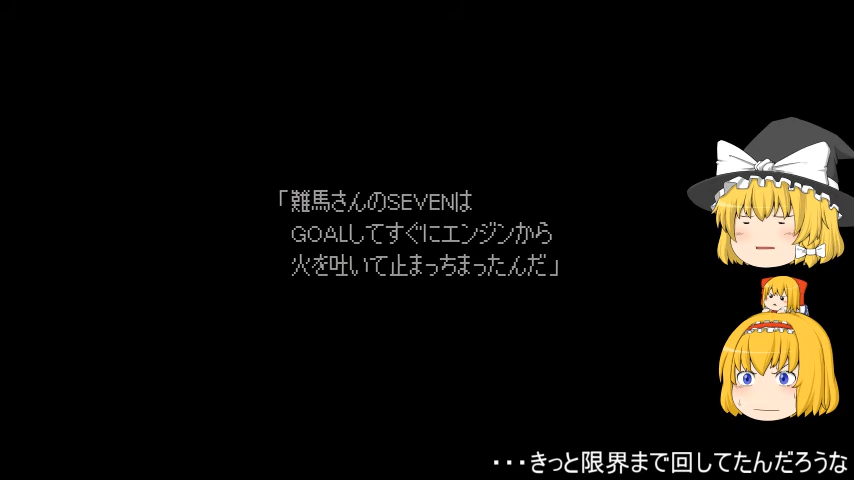 「難馬さんのSEVENは
GOALしてすぐにエンジンから
火を吐いて止まっちまったんだ」
・・・きっと限界まで回してたんだろうな